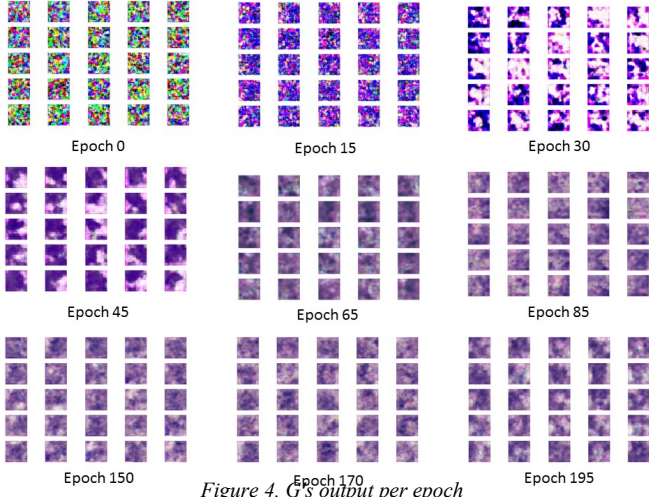 Epoch 0
Epoch 15
Epoch 30
Epoch 45
Epoch 65
Epoch 85
Epoch 150
Epoch 170
Epoch 195
Figure 4. G's output per epoch